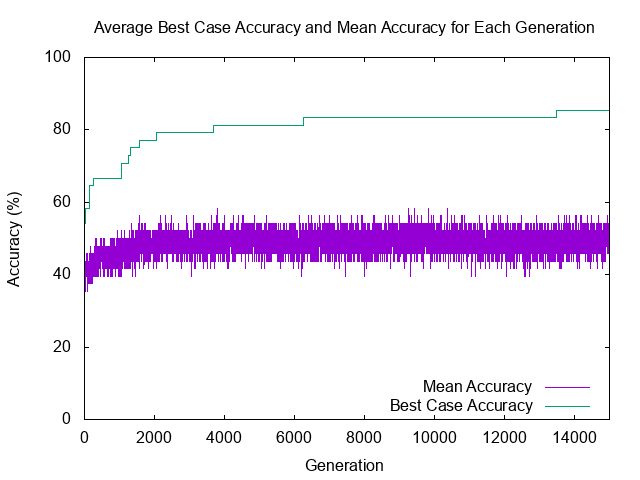 Average Best Case Accuracy and Mean Accuracy for Each Generation
100
80
60
40
20
0
Accuracy (%)
Mean Accuracy
Best Case Accuracy
0 2000 4000 6000 8000 10000 12000 14000
Generation